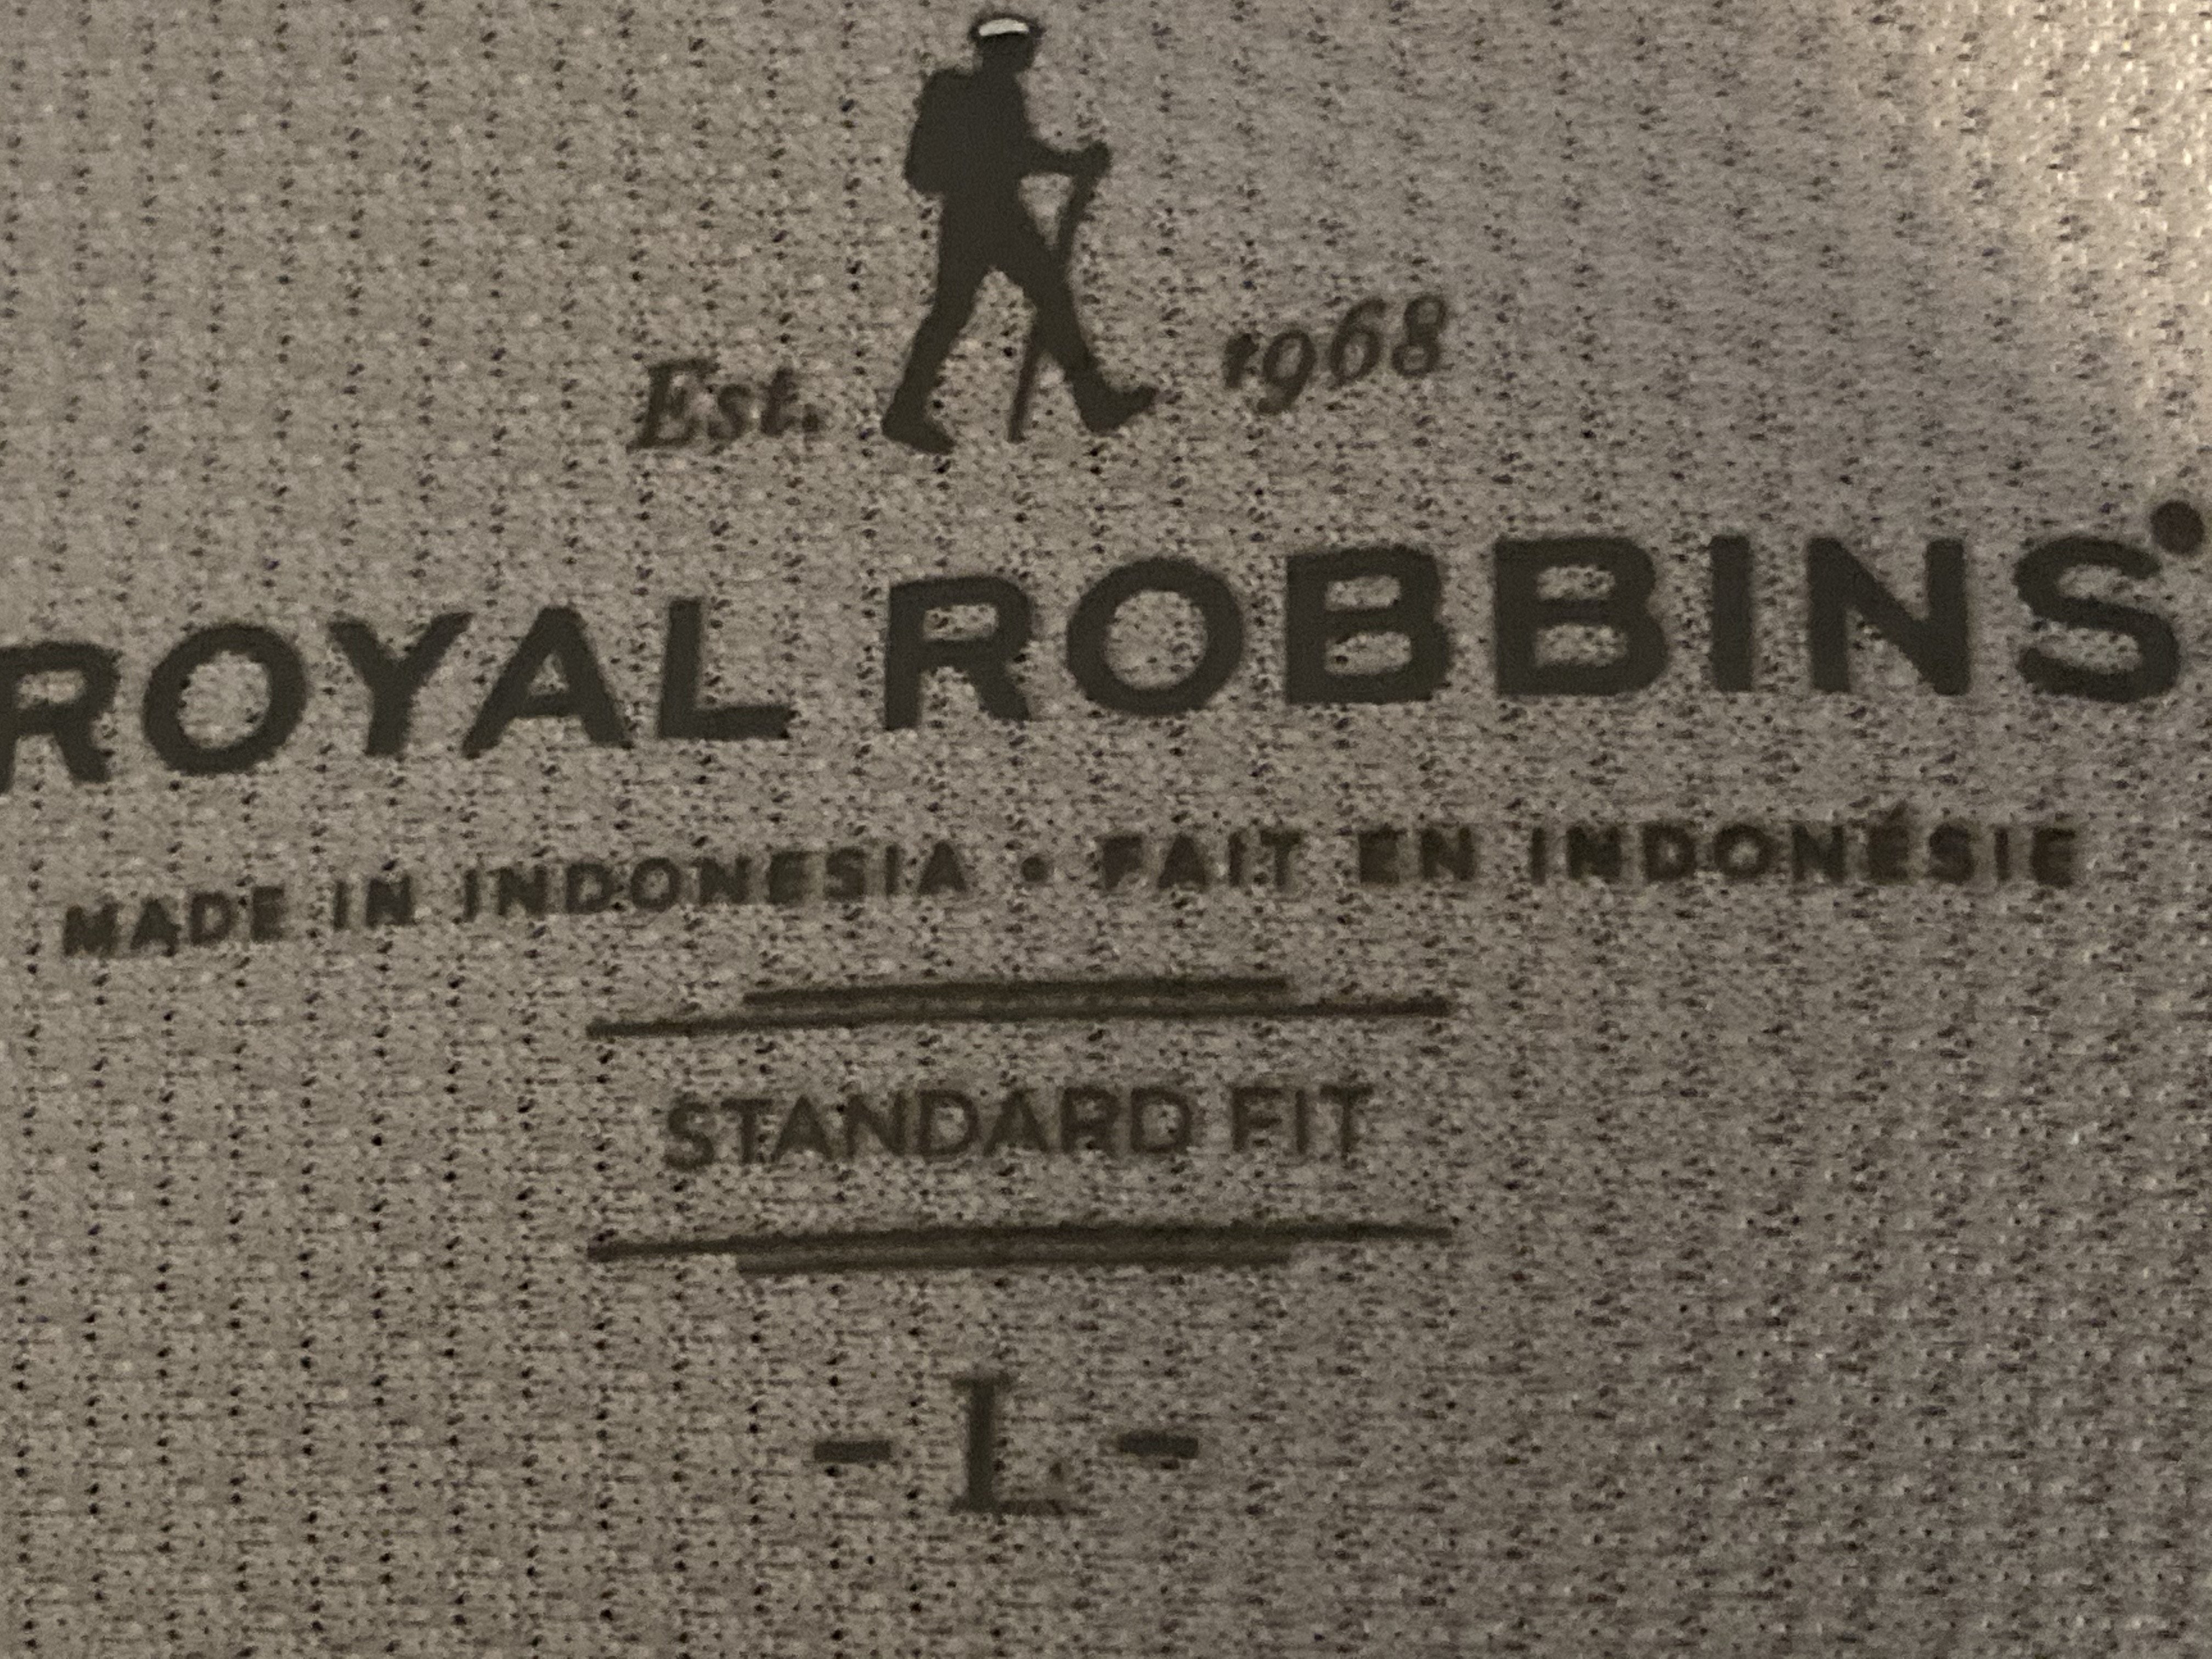 Est. 1968
ROYAL ROBBINS
MADE IN INDONESIA • FAIT EN INDONÉSIE
STANDARD FIT
- L -